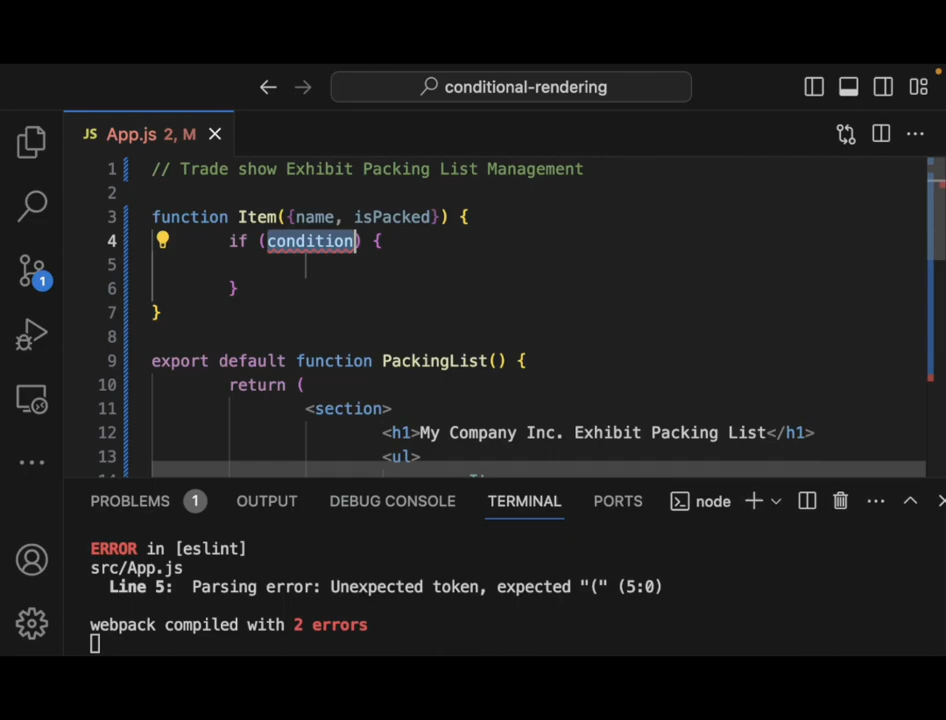 conditional-rendering
JS App.js 2, M
1 // Trade show Exhibit Packing List Management
2
3 function Item({name, isPacked}) {
4 if (condition) {
5
6 }
7 }
8
9 export default function PackingList() {
10 return (
11 <section>
12 <h1>My Company Inc. Exhibit Packing List</h1>
13 <ul>
1
PROBLEMS 1 OUTPUT DEBUG CONSOLE TERMINAL PORTS node
ERROR in [eslint]
src/App.js
Line 5: Parsing error: Unexpected token, expected "(" (5:0)
webpack compiled with 2 errors